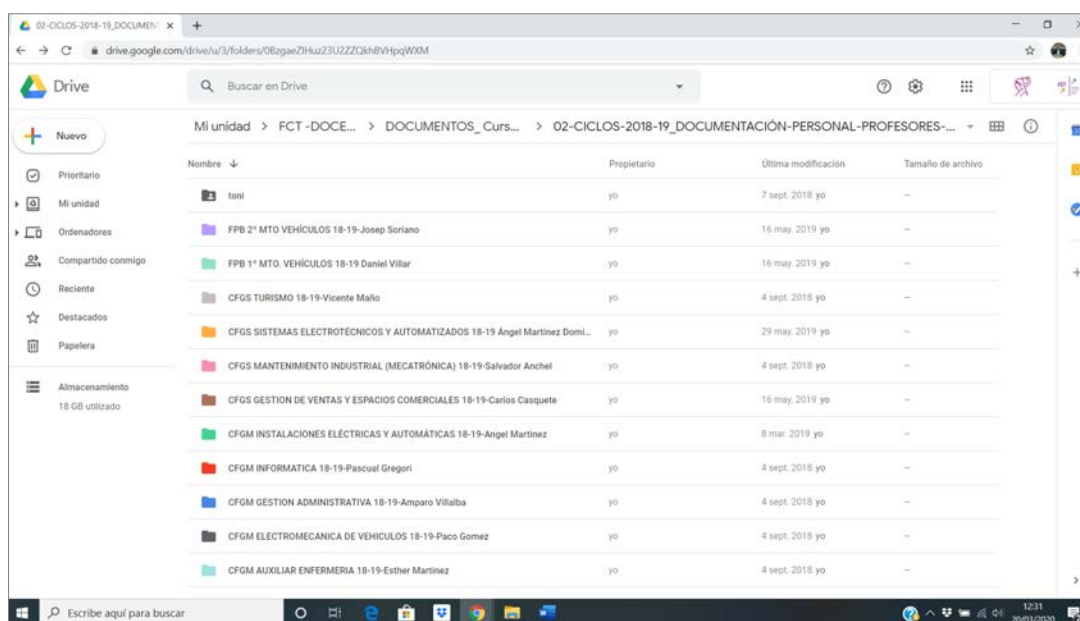 02-CICLOS-2018-19_DOCUMENT
drive.google.com/drive/u/3/folders/0BzgaeZlHuz23U2ZZQkhBVHpqWXM
Drive
Buscar en Drive
Nuevo
Mi unidad > FCT -DOCE... > DOCUMENTOS_ Curs... > 02-CICLOS-2018-19_DOCUMENTACIÓN-PERSONAL-PROFESORES-...
Nombre Propietario Última modificación Tamaño de archivo
Prioritario
Mi unidad
Ordenadores
Compartido conmigo
Reciente
Destacados
Papelera
Almacenamiento
18 GB utilizado
toni yo 7 sept. 2018 yo –
FPB 2º MTO VEHÍCULOS 18-19-Josep Soriano yo 16 may. 2019 yo –
FPB 1º MTO. VEHÍCULOS 18-19 Daniel Villar yo 16 may. 2019 yo –
CFGS TURISMO 18-19-Vicente Maño yo 4 sept. 2018 yo –
CFGS SISTEMAS ELECTROTÉCNICOS Y AUTOMATIZADOS 18-19 Ángel Martínez Domi... yo 29 may. 2019 yo –
CFGS MANTENIMIENTO INDUSTRIAL (MECATRÓNICA) 18-19-Salvador Anchel yo 4 sept. 2018 yo –
CFGS GESTION DE VENTAS Y ESPACIOS COMERCIALES 18-19-Carlos Casquete yo 16 may. 2019 yo –
CFGM INSTALACIONES ELÉCTRICAS Y AUTOMÁTICAS 18-19-Angel Martinez yo 8 mar. 2019 yo –
CFGM INFORMATICA 18-19-Pascual Gregori yo 4 sept. 2018 yo –
CFGM GESTION ADMINISTRATIVA 18-19-Amparo Villalba yo 4 sept. 2018 yo –
CFGM ELECTROMECANICA DE VEHICULOS 18-19-Paco Gomez yo 4 sept. 2018 yo –
CFGM AUXILIAR ENFERMERIA 18-19-Esther Martinez yo 4 sept. 2018 yo –
Escribe aquí para buscar
12:31
20/03/2020